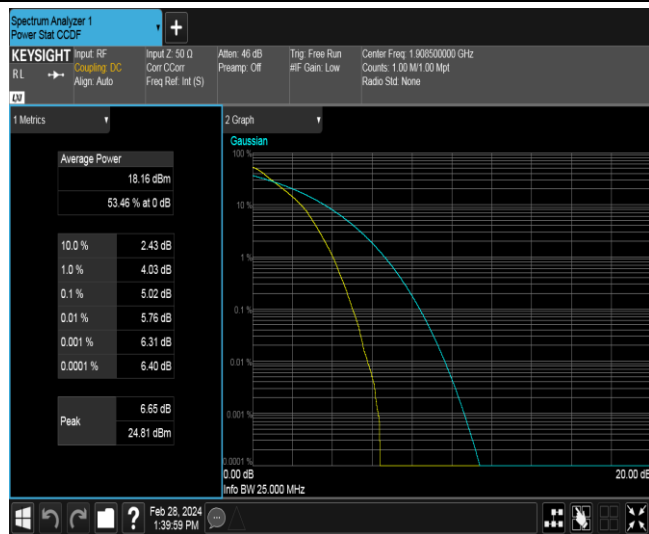 Spectrum Analyzer 1
Power Stat CCDF
+
KEYSIGHT Input: RF Input Z: 50 Ω Atten: 46 dB Trig: Free Run Center Freq: 1.908500000 GHz
RL Coupling: DC Corr CCorr Preamp: Off #IF Gain: Low Counts: 1.00 M/1.00 Mpt
Align: Auto Freq Ref: Int (S) Radio Std: None
LXI
1 Metrics 2 Graph
Gaussian
Average Power
18.16 dBm
53.46 % at 0 dB
10.0 % 2.43 dB
1.0 % 4.03 dB
0.1 % 5.02 dB
0.01 % 5.76 dB
0.001 % 6.31 dB
0.0001 % 6.40 dB
Peak 6.65 dB
24.81 dBm
100 %
10 %
1 %
0.1 %
0.01 %
0.001 %
0.0001 %
0.00 dB 20.00 dB
Info BW 25.000 MHz
? Feb 28, 2024
1:39:59 PM